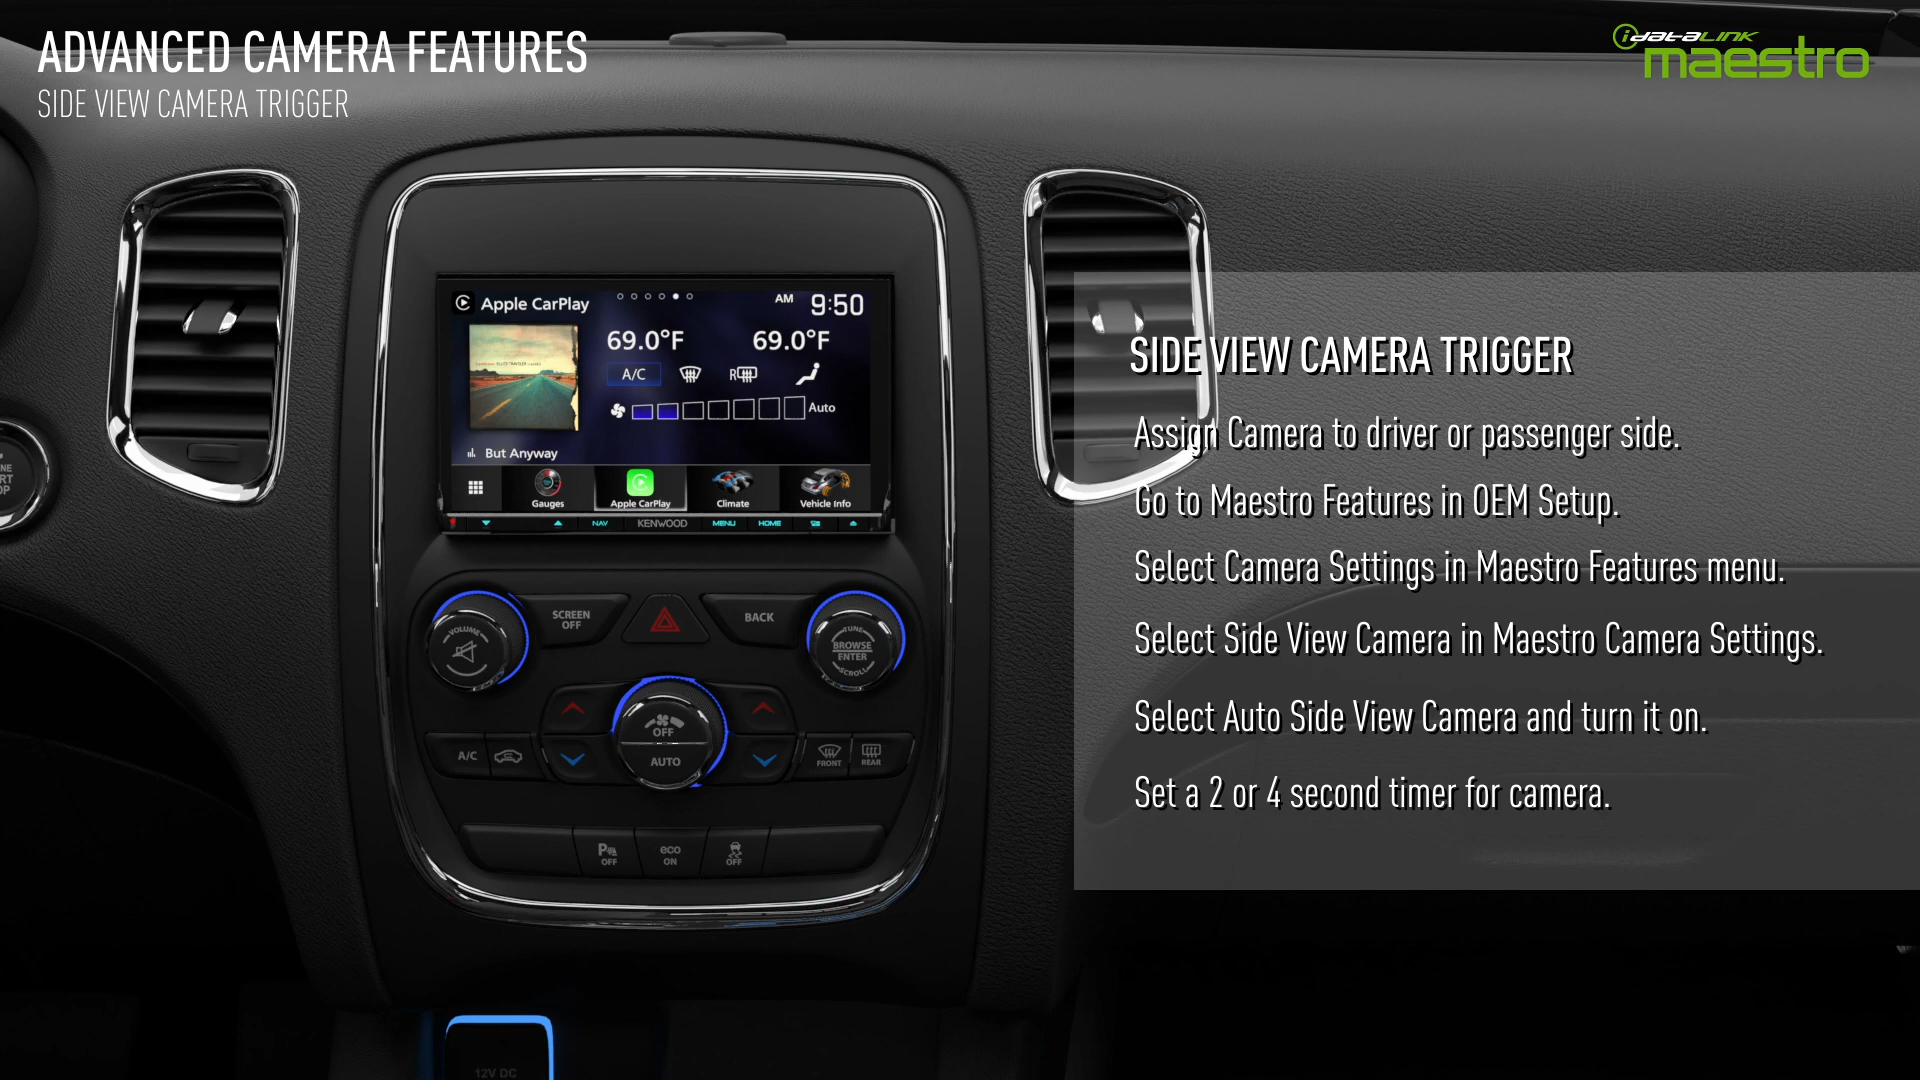 ADVANCED CAMERA FEATURES
SIDE VIEW CAMERA TRIGGER
idatalink
maestro
Apple CarPlay
AM 9:50
69.0°F 69.0°F
A/C R
Auto
But Anyway
Gauges Apple CarPlay Climate Vehicle Info
NAV KENWOOD MENU HOME
VOLUME
SCREEN
OFF
BACK
TUNE
BROWSE
ENTER
SCROLL
OFF
AUTO
A/C
FRONT
REAR
P
OFF
eco
ON
OFF
12V DC
SIDE VIEW CAMERA TRIGGER
Assign Camera to driver or passenger side.
Go to Maestro Features in OEM Setup.
Select Camera Settings in Maestro Features menu.
Select Side View Camera in Maestro Camera Settings.
Select Auto Side View Camera and turn it on.
Set a 2 or 4 second timer for camera.